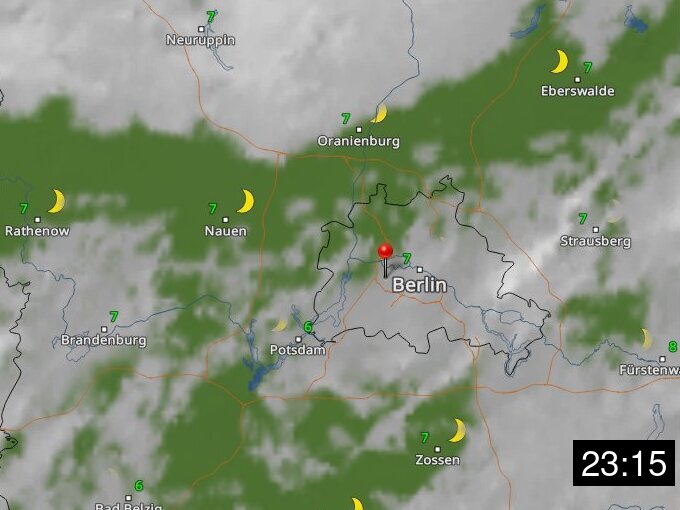 7
Neuruppin
7
Eberswalde
7
Oranienburg
7
Rathenow
7
Nauen
7
Strausberg
7
Berlin
7
Brandenburg
6
Potsdam
8
Fürstenwa
7
Zossen
23:15
6
Bad Belzig